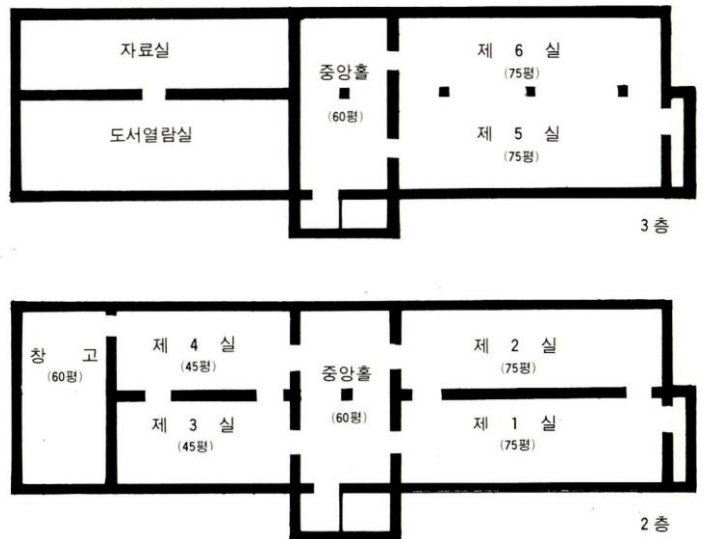 자료실
중앙홀
(60평)
제 6 실
(75평)
도서열람실
제 5 실
(75평)
3 층
창 고
(60평)
제 4 실
(45평)
중앙홀
(60평)
제 2 실
(75평)
제 3 실
(45평)
제 1 실
(75평)
2 층